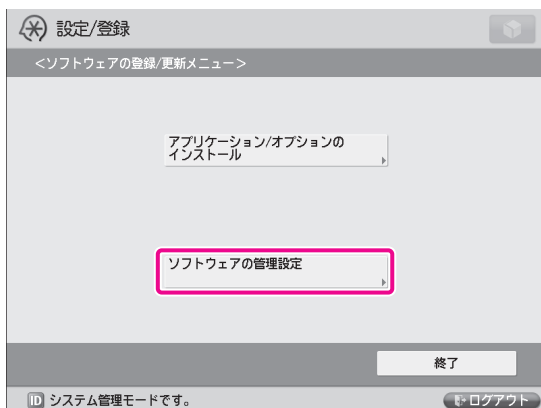 設定/登録
<ソフトウェアの登録/更新メニュー>
アプリケーション/オプションの
インストール
ソフトウェアの管理設定
終了
ID システム管理モードです。
ログアウト